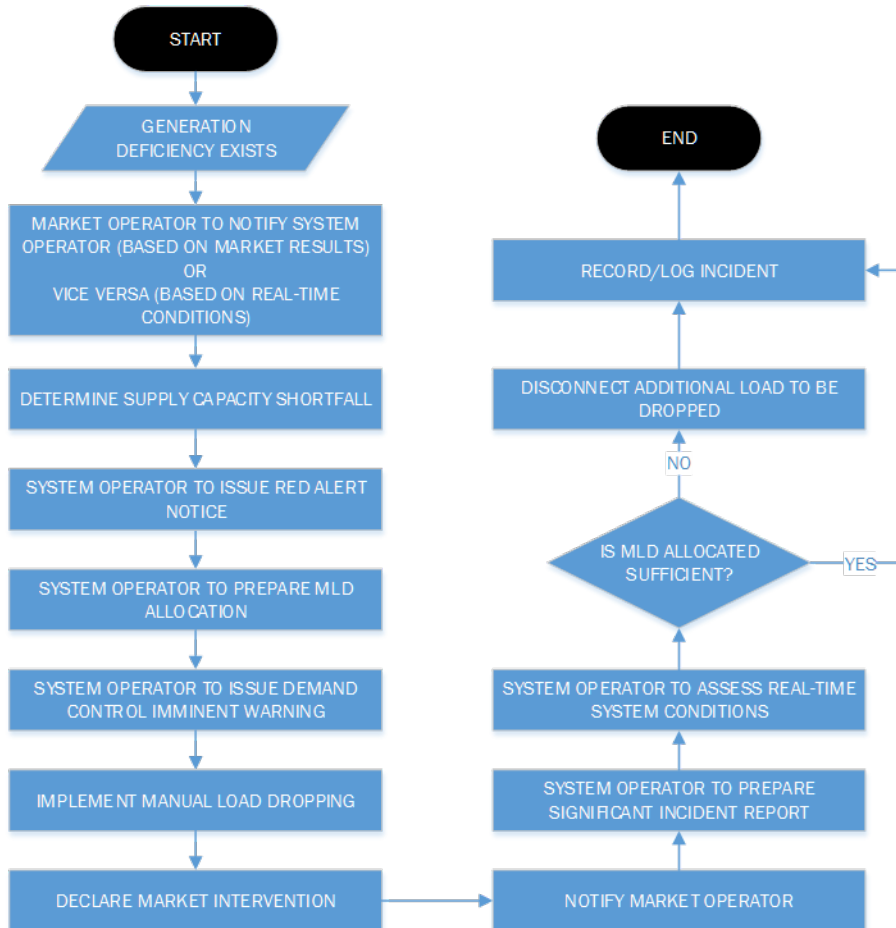 START
GENERATION
DEFICIENCY EXISTS
MARKET OPERATOR TO NOTIFY SYSTEM
OPERATOR (BASED ON MARKET RESULTS)
OR
VICE VERSA (BASED ON REAL-TIME
CONDITIONS)
DETERMINE SUPPLY CAPACITY SHORTFALL
SYSTEM OPERATOR TO ISSUE RED ALERT
NOTICE
SYSTEM OPERATOR TO PREPARE MLD
ALLOCATION
SYSTEM OPERATOR TO ISSUE DEMAND
CONTROL IMMINENT WARNING
IMPLEMENT MANUAL LOAD DROPPING
DECLARE MARKET INTERVENTION
NOTIFY MARKET OPERATOR
SYSTEM OPERATOR TO PREPARE
SIGNIFICANT INCIDENT REPORT
SYSTEM OPERATOR TO ASSESS REAL-TIME
SYSTEM CONDITIONS
IS MLD ALLOCATED
SUFFICIENT?
YES
NO
DISCONNECT ADDITIONAL LOAD TO BE
DROPPED
RECORD/LOG INCIDENT
END